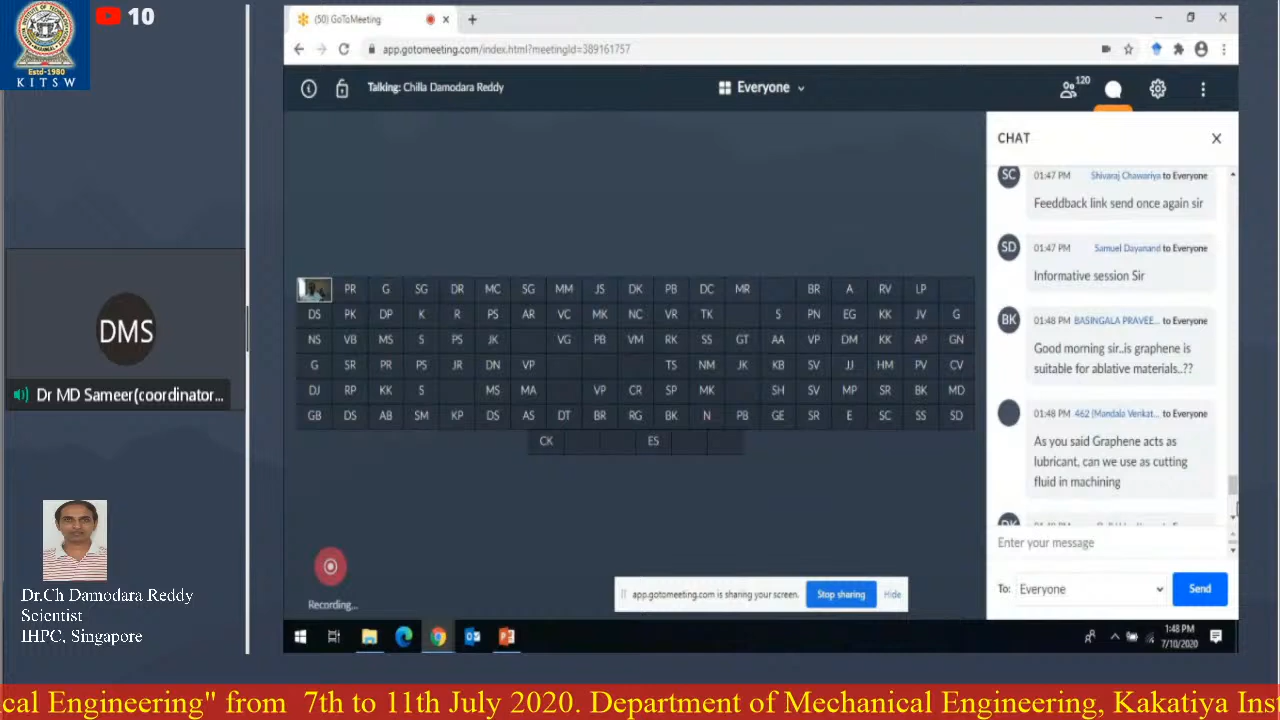 10
Estd-1980
K I T S W
(50) GoToMeeting
app.gotomeeting.com/index.html?meetingId=389161757
Talking: Chilla Damodara Reddy
Everyone
120
CHAT
SC 01:47 PM Shivaraj Chawariya to Everyone
Feeddback link send once again sir
SD 01:47 PM Samuel Dayanand to Everyone
Informative session Sir
BK 01:48 PM BASINGALA PRAVEE... to Everyone
Good morning sir..is graphene is
suitable for ablative materials..??
01:48 PM 462 (Mandala Venkat... to Everyone
As you said Graphene acts as
lubricant, can we use as cutting
fluid in machining
Enter your message
To: Everyone
Send
PR G SG DR MC SG MM JS DK PB DC MR BR A RV LP
DS PK DP K R PS AR VC MK NC VR TK S PN EG KK JV G
NS VB MS S PS JK VG PB VM RK SS GT AA VP DM KK AP GN
G SR PR PS JR DN VP TS NM JK KB SV JJ HM PV CV
DJ RP KK S MS MA VP CR SP MK SH SV MP SR BK MD
GB DS AB SM KP DS AS DT BR RG BK N PB GE SR E SC SS SD
CK ES
Recording...
app.gotomeeting.com is sharing your screen.
Stop sharing
Hide
1:48 PM
7/10/2020
DMS
Dr MD Sameer(coordinator...
Dr.Ch Damodara Reddy
Scientist
IHPC, Singapore
cal Engineering" from 7th to 11th July 2020. Department of Mechanical Engineering, Kakatiya Ins